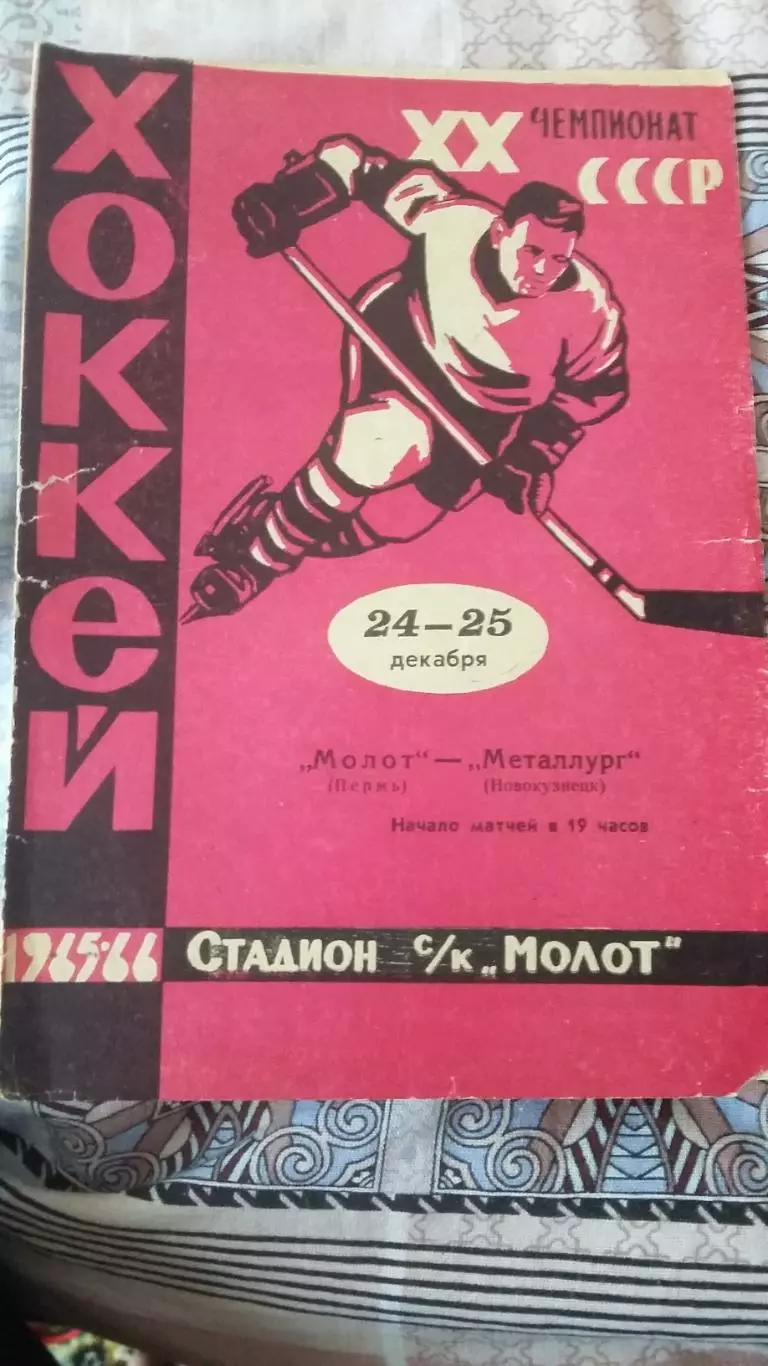 ХОККЕЙ
XX ЧЕМПИОНАТ
СССР
24—25
декабря
„Молот“ — „Металлург“
(Пермь) (Новокузнецк)
Начало матчей в 19 часов
1965·66 СТАДИОН с/к „МОЛОТ“